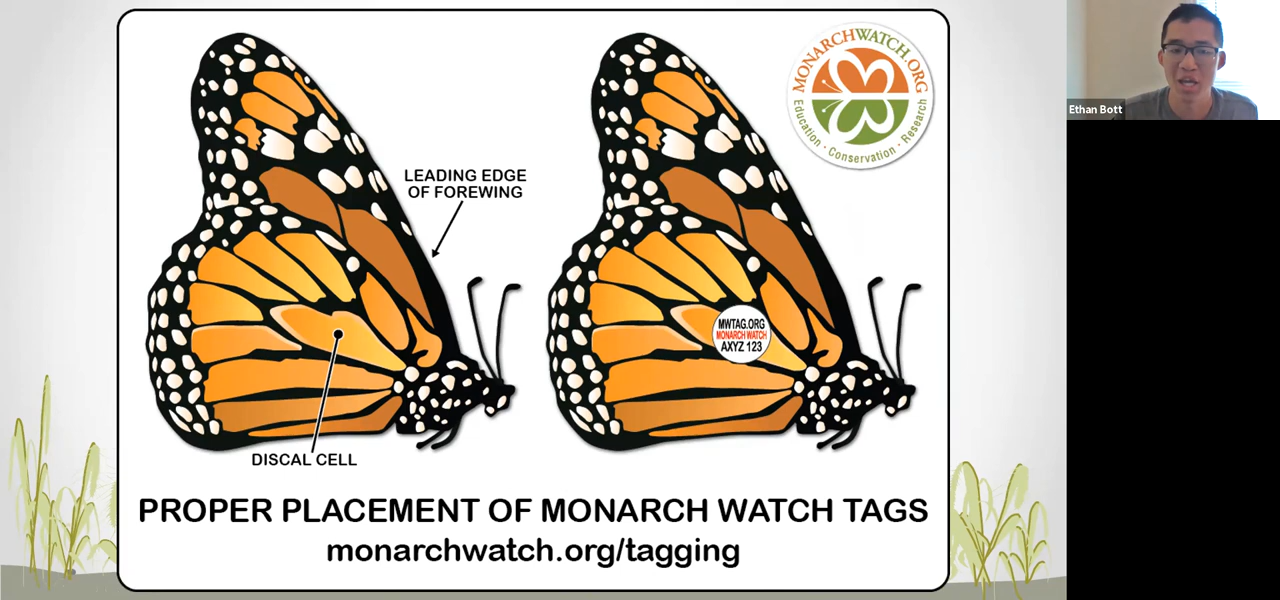 LEADING EDGE
OF FOREWING
MONARCHWATCH.ORG
Education · Conservation · Research
MWTAG.ORG
MONARCH WATCH
AXYZ 123
DISCAL CELL
PROPER PLACEMENT OF MONARCH WATCH TAGS
monarchwatch.org/tagging
Ethan Bott